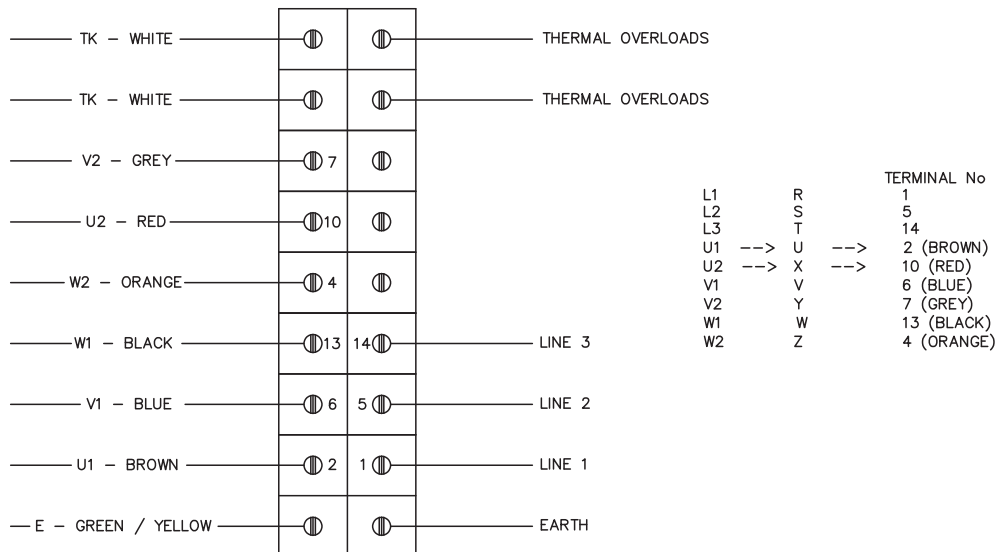 TK – WHITE THERMAL OVERLOADS
TK – WHITE THERMAL OVERLOADS
V2 – GREY 7
U2 – RED 10
W2 – ORANGE 4
W1 – BLACK 13 14 LINE 3
V1 – BLUE 6 5 LINE 2
U1 – BROWN 2 1 LINE 1
E – GREEN / YELLOW EARTH
TERMINAL No
L1 R 1
L2 S 5
L3 T 14
U1 --> U --> 2 (BROWN)
U2 --> X --> 10 (RED)
V1 V 6 (BLUE)
V2 Y 7 (GREY)
W1 W 13 (BLACK)
W2 Z 4 (ORANGE)